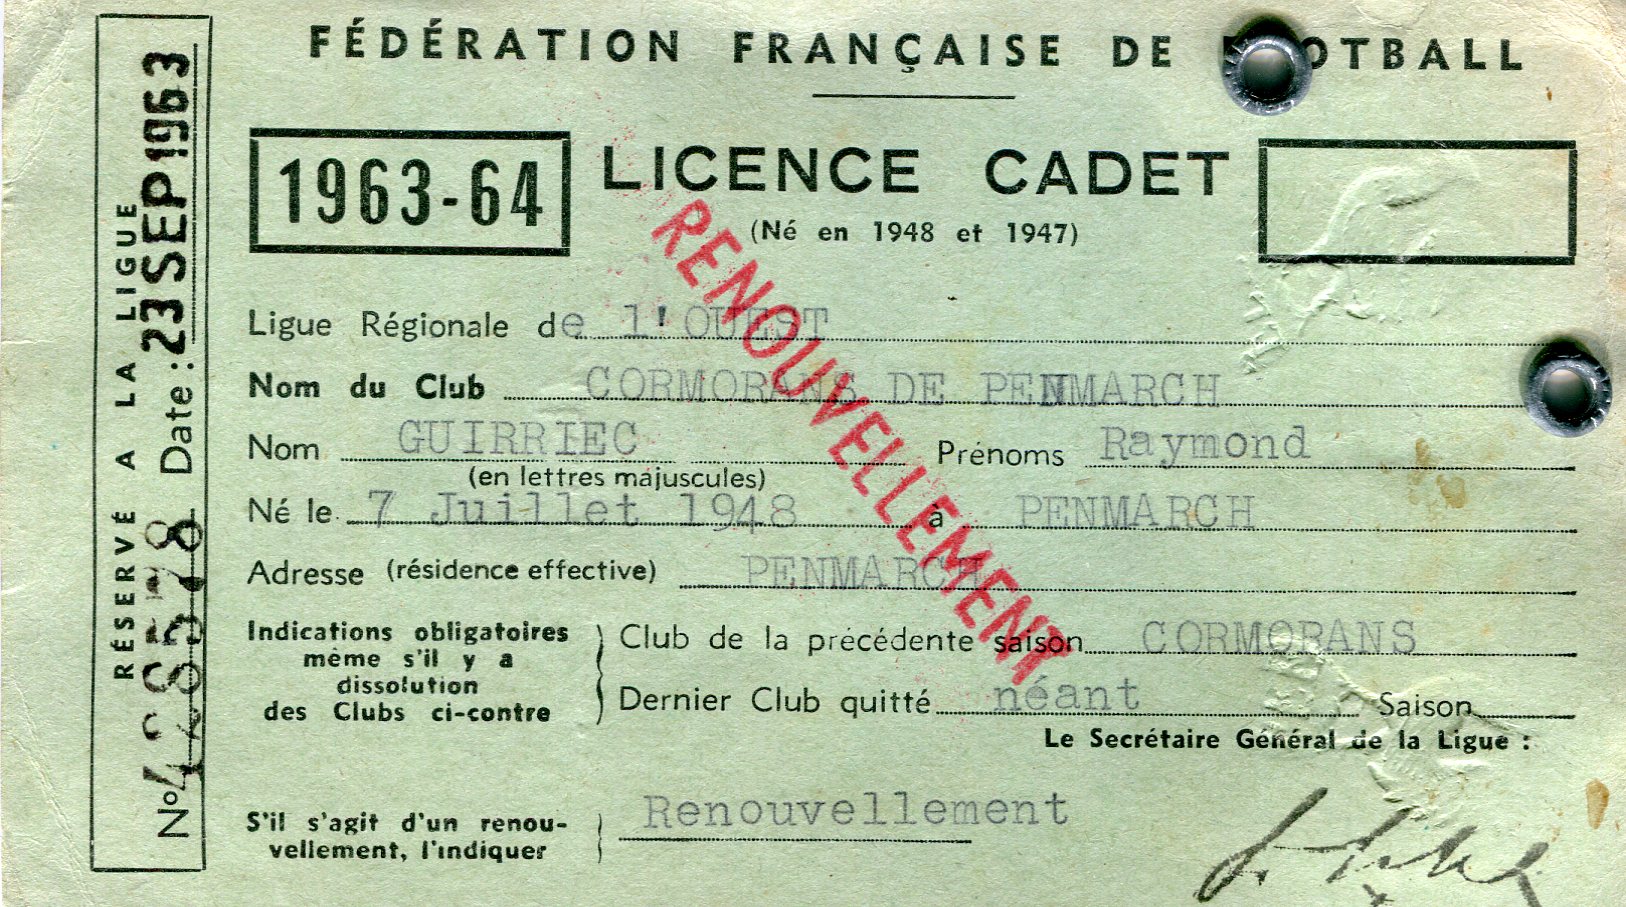 FÉDÉRATION FRANÇAISE DE FOOTBALL
1963-64
LICENCE CADET
(Né en 1948 et 1947)
RENOUVELLEMENT
Ligue Régionale de l'OUEST
Nom du Club CORMORANS DE PENMARCH
Nom GUIRRIEC Prénoms Raymond
(en lettres majuscules)
Né le 7 Juillet 1948 à PENMARCH
Adresse (résidence effective) PENMARCH
Indications obligatoires
même s'il y a
dissolution
des Clubs ci-contre
Club de la précédente saison CORMORANS
Dernier Club quitté néant Saison
Le Secrétaire Général de la Ligue :
S'il s'agit d'un renou-
vellement, l'indiquer
Renouvellement
RÉSERVÉ A LA LIGUE
No Date : 23 SEP 1963